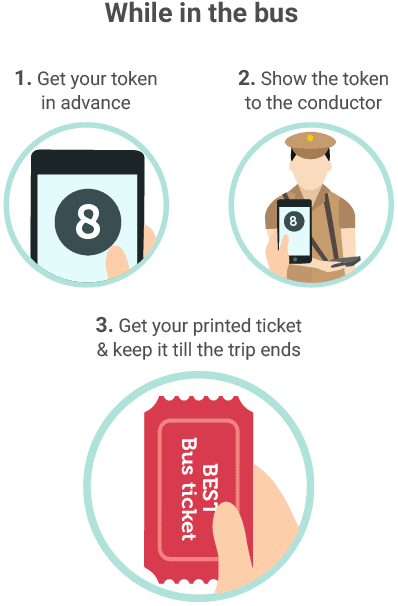 While in the bus
1. Get your token
in advance
8
2. Show the token
to the conductor
8
3. Get your printed ticket
& keep it till the trip ends
BEST
Bus ticket